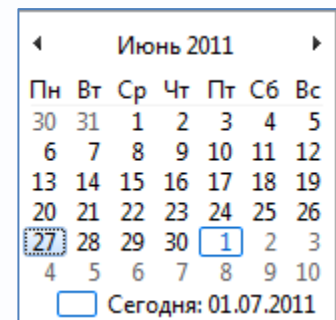 Июнь 2011
Пн Вт Ср Чт Пт Сб Вс
30 31 1 2 3 4 5
6 7 8 9 10 11 12
13 14 15 16 17 18 19
20 21 22 23 24 25 26
27 28 29 30 1 2 3
4 5 6 7 8 9 10
Сегодня: 01.07.2011